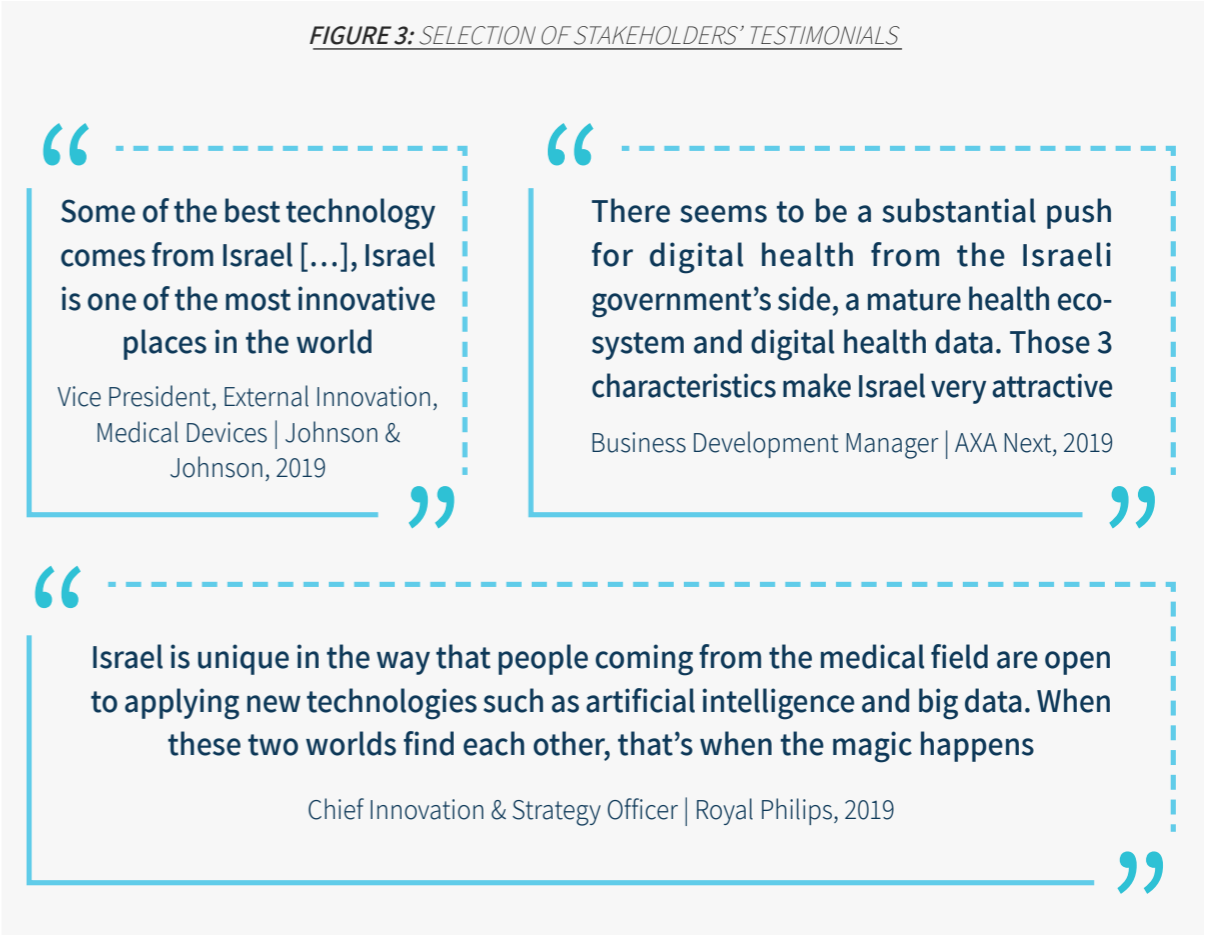 FIGURE 3: SELECTION OF STAKEHOLDERS’ TESTIMONIALS
“
Some of the best technology
comes from Israel […], Israel
is one of the most innovative
places in the world
Vice President, External Innovation,
Medical Devices | Johnson &
Johnson, 2019
”
“
There seems to be a substantial push
for digital health from the Israeli
government’s side, a mature health eco-
system and digital health data. Those 3
characteristics make Israel very attractive
Business Development Manager | AXA Next, 2019
”
“
Israel is unique in the way that people coming from the medical field are open
to applying new technologies such as artificial intelligence and big data. When
these two worlds find each other, that’s when the magic happens
Chief Innovation & Strategy Officer | Royal Philips, 2019
”